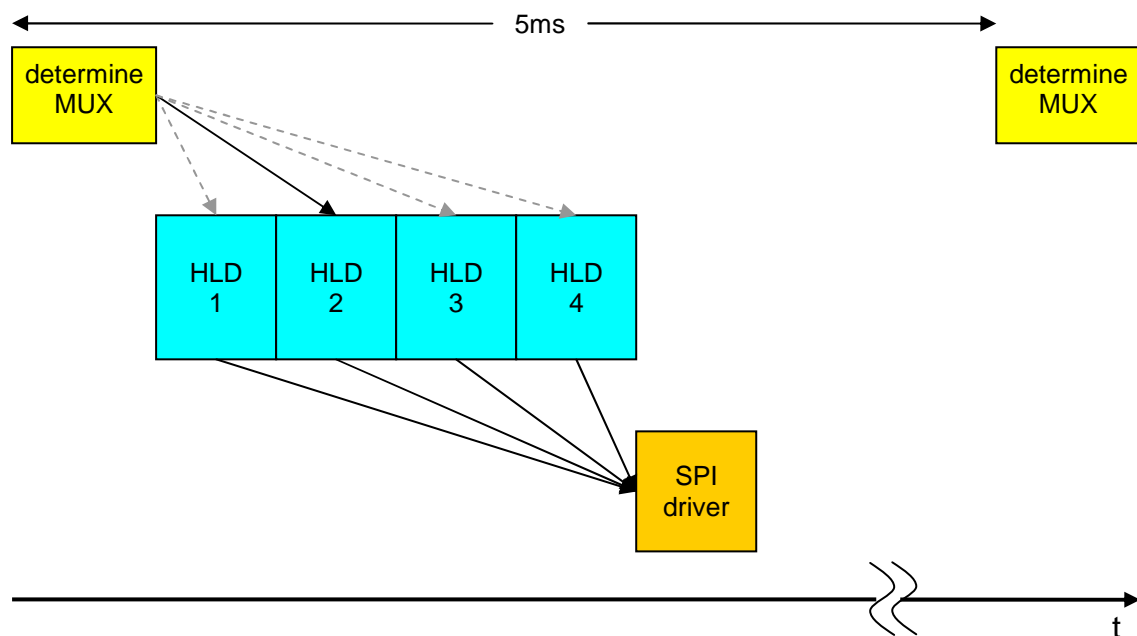 5ms
determine
MUX
determine
MUX
HLD
1
HLD
2
HLD
3
HLD
4
SPI
driver
t